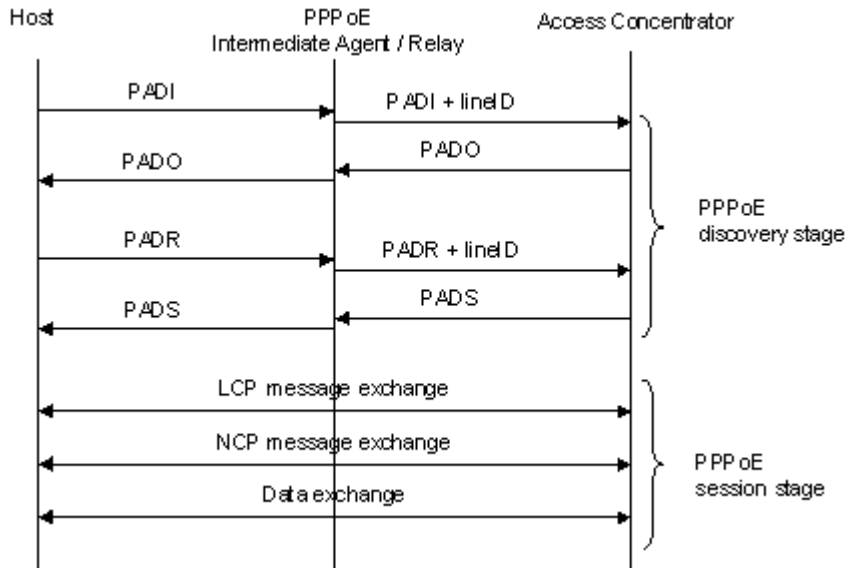 Host
PPPoE
Intermediate Agent / Relay
Access Concentrator
PADI
PADI + lineID
PADO
PADO
PADR
PADR + lineID
PADS
PADS
PPPoE
discovery stage
LCP message exchange
NCP message exchange
Data exchange
PPPoE
session stage